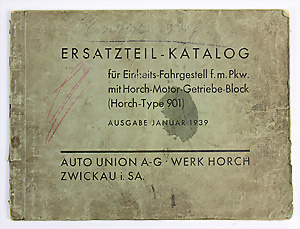 ERSATZTEIL-KATALOG
für Einheits-Fahrgestell f.m.Pkw.
mit Horch-Motor-Getriebe-Block
(Horch-Type 901)
AUSGABE JANUAR 1939
AUTO UNION A-G WERK HORCH
ZWICKAU i. SA.